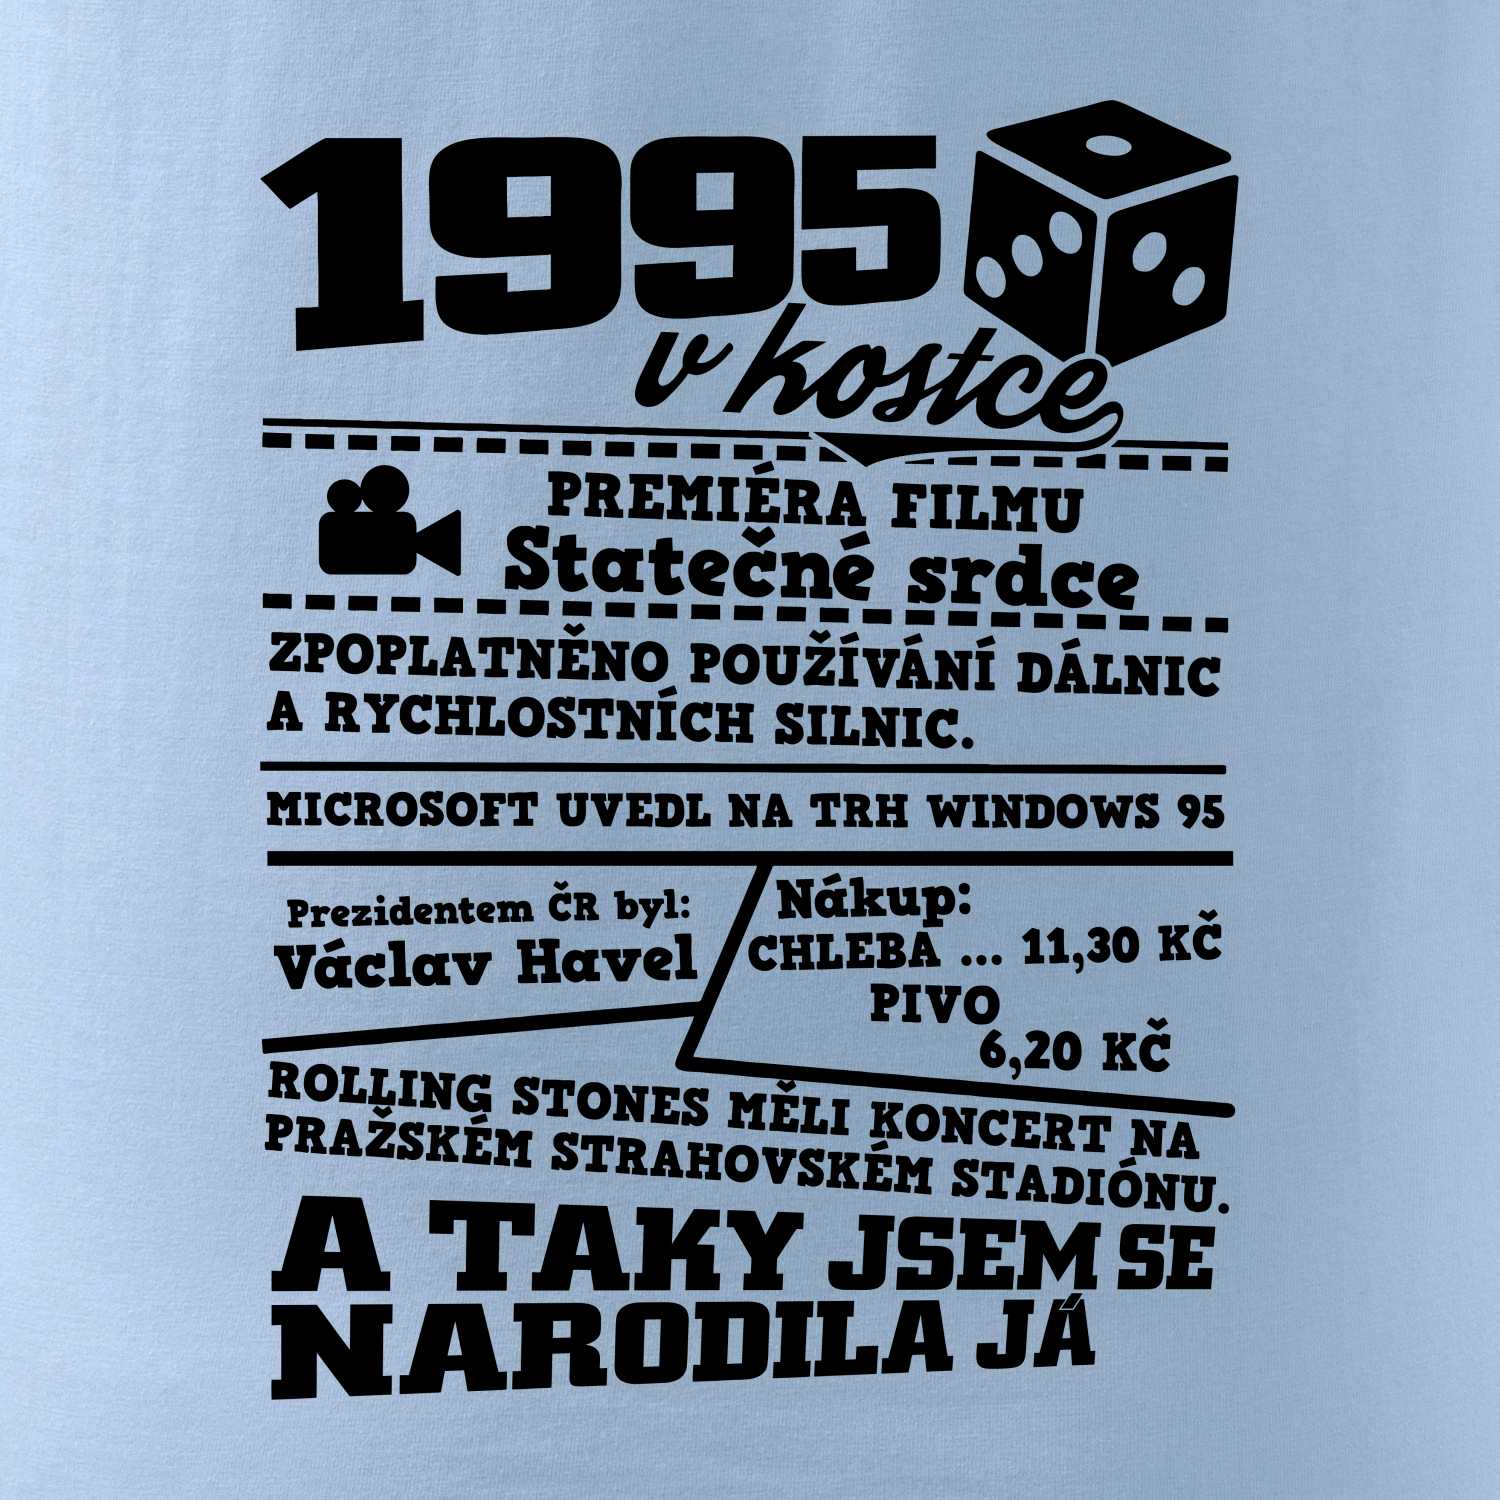 1995
v kostce
PREMIÉRA FILMU
Statečné srdce
ZPOPLATNĚNO POUŽÍVÁNÍ DÁLNIC
A RYCHLOSTNÍCH SILNIC.
MICROSOFT UVEDL NA TRH WINDOWS 95
Prezidentem ČR byl:
Václav Havel
Nákup:
CHLEBA ... 11,30 KČ
PIVO
6,20 KČ
ROLLING STONES MĚLI KONCERT NA
PRAŽSKÉM STRAHOVSKÉM STADIÓNU.
A TAKY JSEM SE
NARODILA JÁ